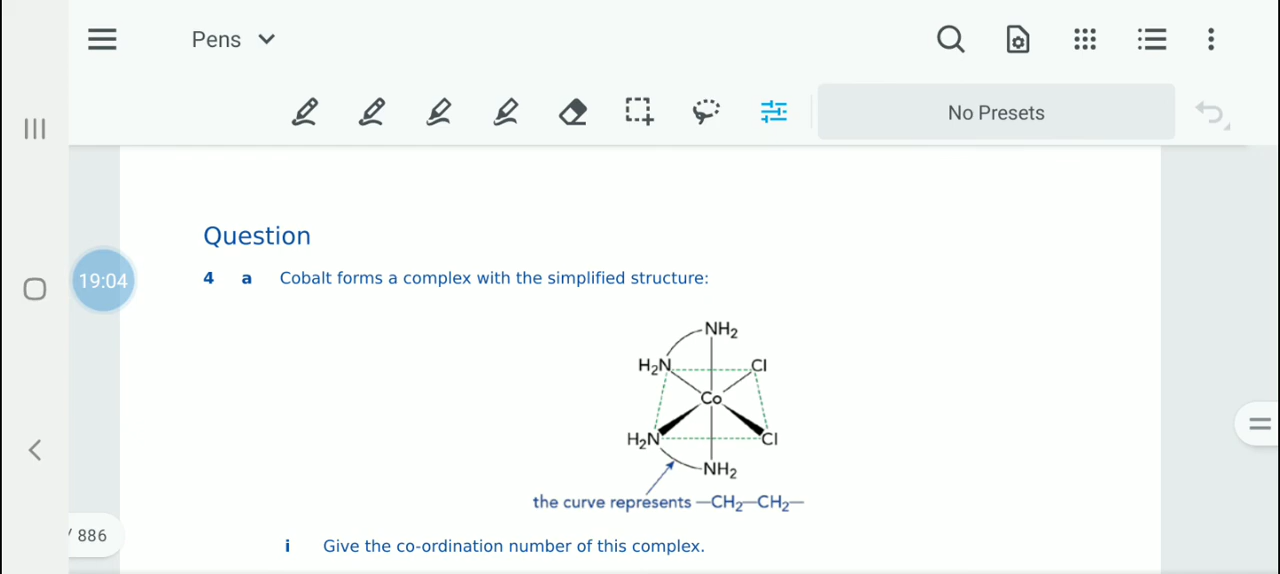 Pens
No Presets
Question
19:04
4 a Cobalt forms a complex with the simplified structure:
NH₂
H₂N Cl
Co
H₂N Cl
NH₂
the curve represents —CH₂—CH₂—
/ 886
i Give the co-ordination number of this complex.